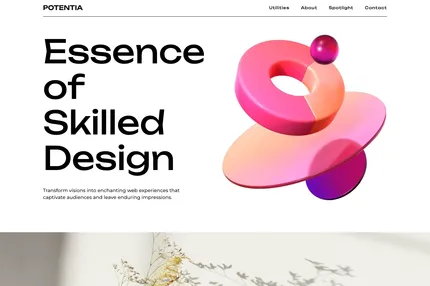 POTENTIA
Utilities About Spotlight Contact
Essence
of
Skilled
Design
Transform visions into enchanting web experiences that
captivate audiences and leave enduring impressions.